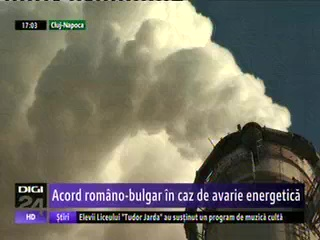 17:03
Cluj-Napoca
DIGI
24
HD
Acord româno-bulgar în caz de avarie energetică
Știri
Elevii Liceului "Tudor Jarda" au susținut un program de muzică cultă